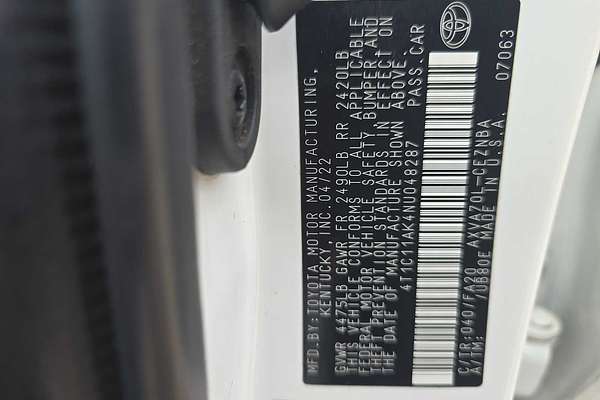 MFD. BY: TOYOTA MOTOR MANUFACTURING,
KENTUCKY, INC. 04/22
GVWR 4475LB GAWR FR 2490LB RR 2420LB
THIS VEHICLE CONFORMS TO ALL APPLICABLE
FEDERAL MOTOR VEHICLE SAFETY, BUMPER,AND
THEFT PREVENTION STANDARDS IN EFFECT ON
THE DATE OF MANUFACTURE SHOWN ABOVE.
4T1C11AK4NU048287 PASS.CAR
C/TR:040/FA20 AXVA70L-CEZNBA
A/TM: /UB80E MADE IN U.S.A.
07063